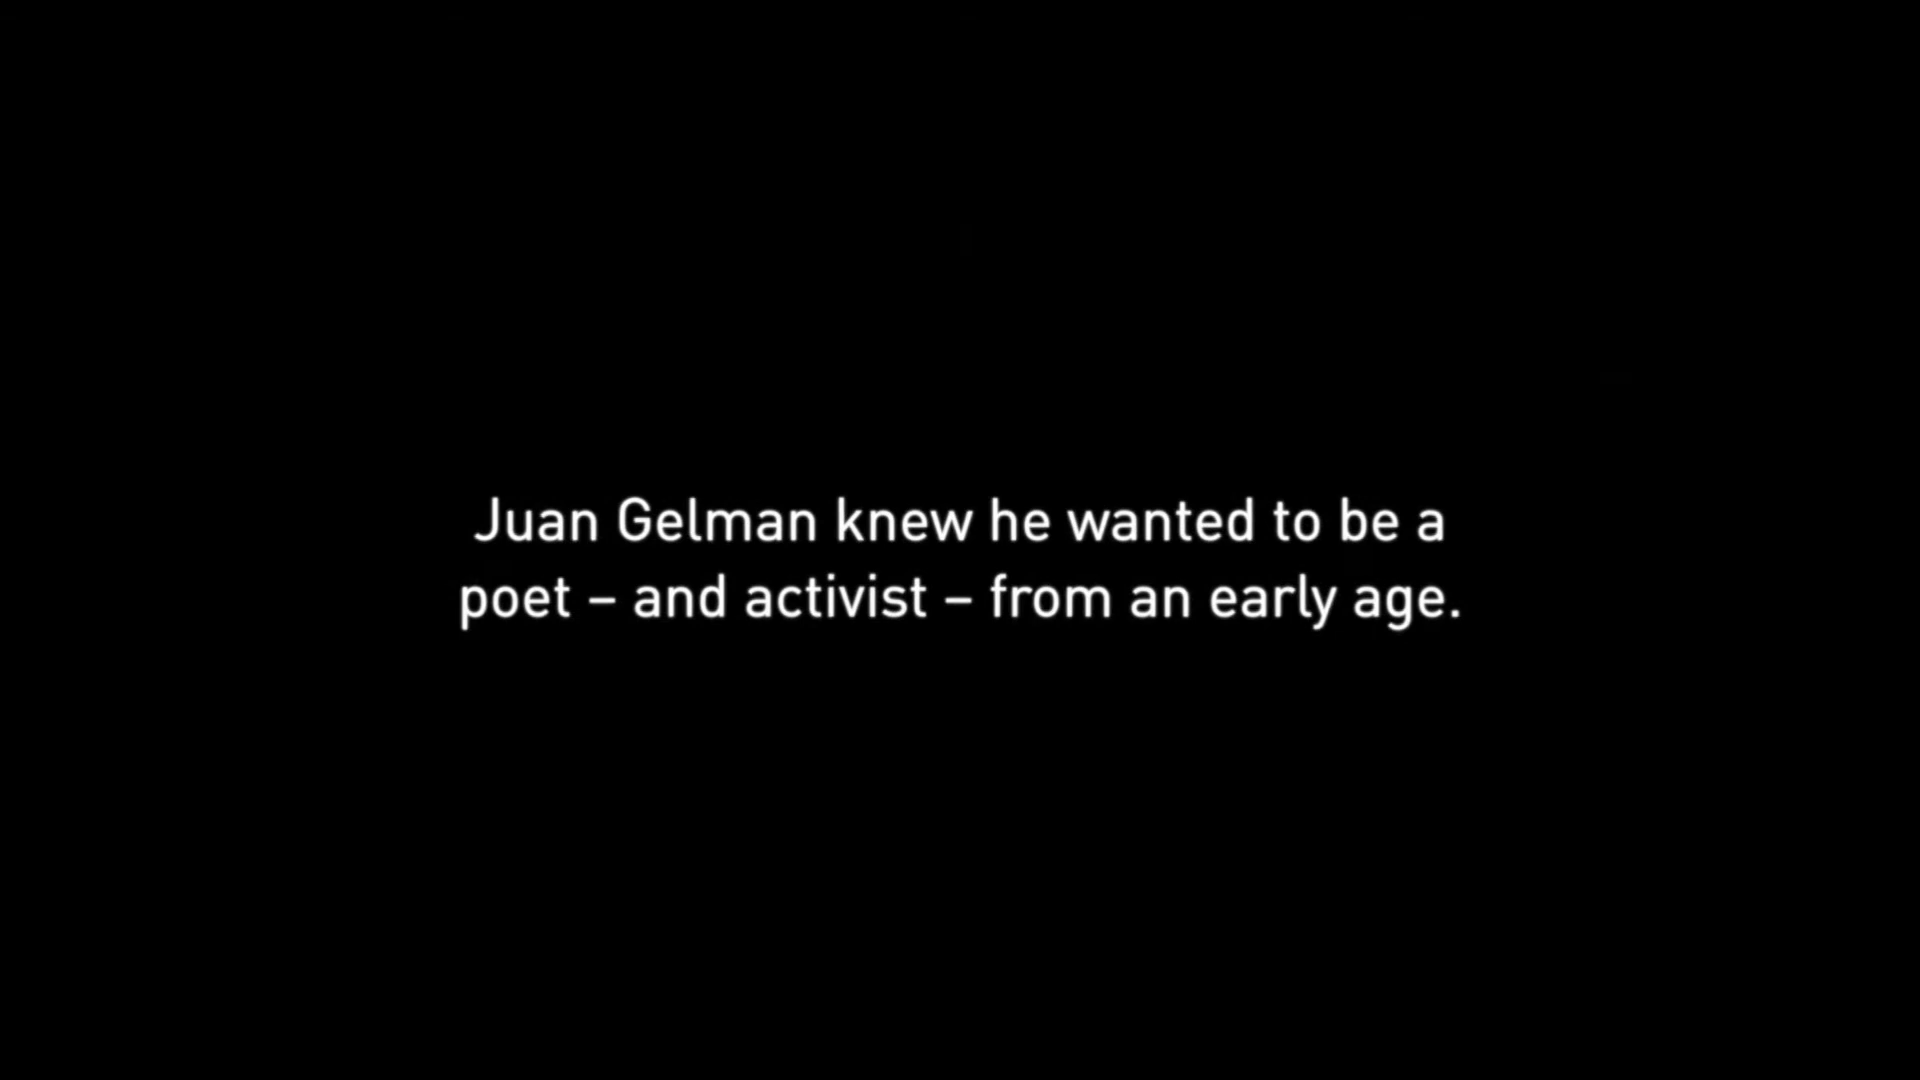 Juan Gelman knew he wanted to be a
poet – and activist – from an early age.